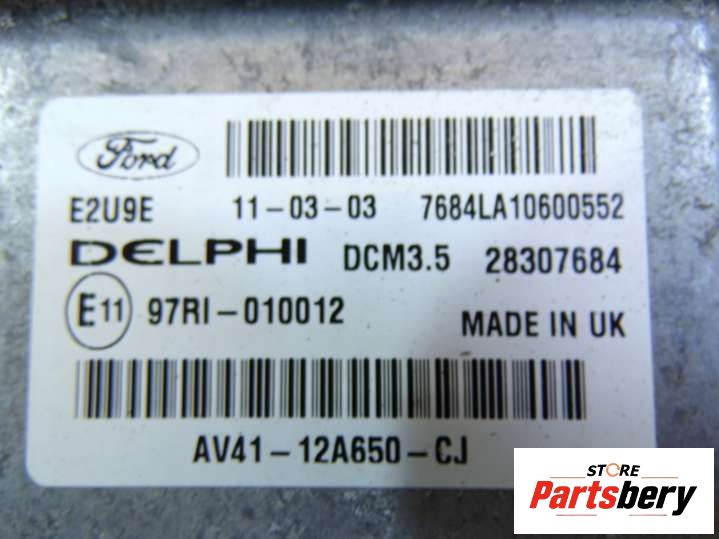 Ford
E2U9E 11-03-03 7684LA10600552
DELPHI DCM3.5 28307684
E11 97RI-010012 MADE IN UK
AV41-12A650-CJ
STORE
Partsbery